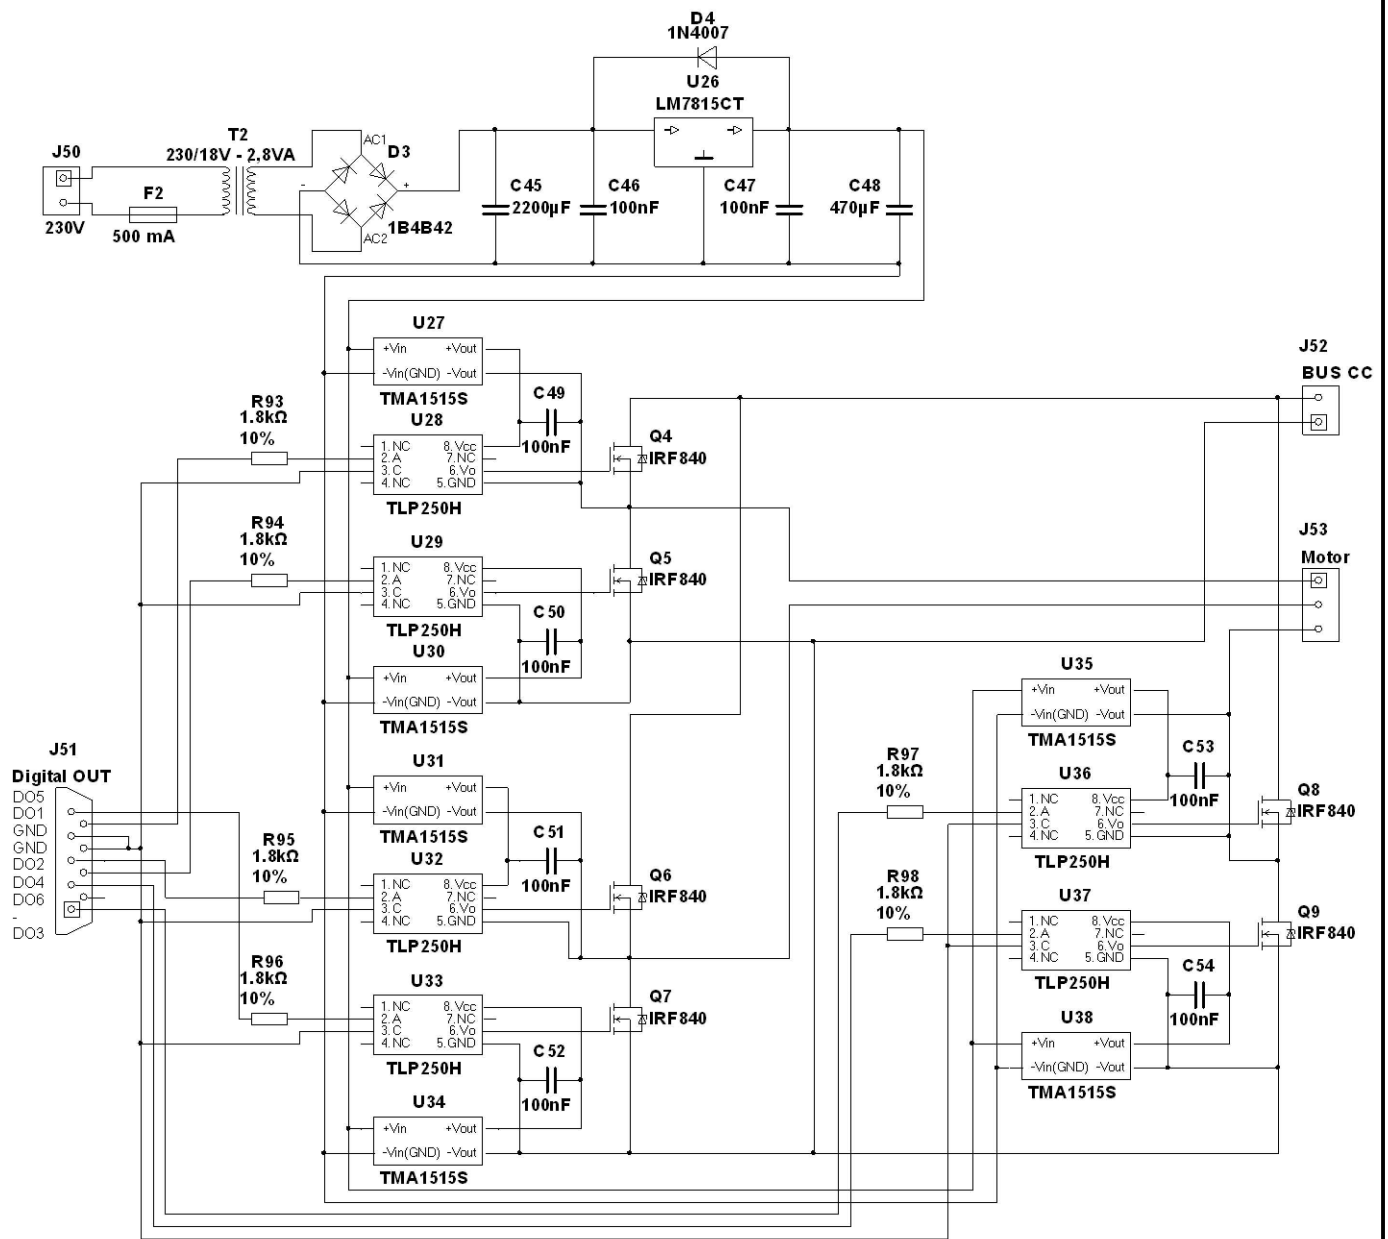 D4
1N4007
U26
LM7815CT
T2
230/18V - 2,8VA
J50
F2
500 mA
230V
AC1
D3
-
+
1B4B42
AC2
C45
2200µF
C46
100nF
C47
100nF
C48
470µF
U27
+Vin +Vout
-Vin(GND) -Vout
TMA1515S
C49
100nF
R93
1.8kΩ
10%
U28
1.NC 8.Vcc
2.A 7.NC
3.C 6.Vo
4.NC 5.GND
TLP250H
Q4
IRF840
J52
BUS CC
R94
1.8kΩ
10%
U29
1.NC 8.Vcc
2.A 7.NC
3.C 6.Vo
4.NC 5.GND
TLP250H
Q5
IRF840
C50
100nF
J53
Motor
U30
+Vin +Vout
-Vin(GND) -Vout
TMA1515S
U31
+Vin +Vout
-Vin(GND) -Vout
TMA1515S
C51
100nF
J51
Digital OUT
DO5
DO1
GND
GND
DO2
DO4
DO6
-
DO3
R95
1.8kΩ
10%
U32
1.NC 8.Vcc
2.A 7.NC
3.C 6.Vo
4.NC 5.GND
TLP250H
Q6
IRF840
R96
1.8kΩ
10%
U33
1.NC 8.Vcc
2.A 7.NC
3.C 6.Vo
4.NC 5.GND
TLP250H
Q7
IRF840
C52
100nF
U34
+Vin +Vout
-Vin(GND) -Vout
TMA1515S
U35
+Vin +Vout
-Vin(GND) -Vout
TMA1515S
C53
100nF
R97
1.8kΩ
10%
U36
1.NC 8.Vcc
2.A 7.NC
3.C 6.Vo
4.NC 5.GND
TLP250H
Q8
IRF840
R98
1.8kΩ
10%
U37
1.NC 8.Vcc
2.A 7.NC
3.C 6.Vo
4.NC 5.GND
TLP250H
Q9
IRF840
C54
100nF
U38
+Vin +Vout
-Vin(GND) -Vout
TMA1515S